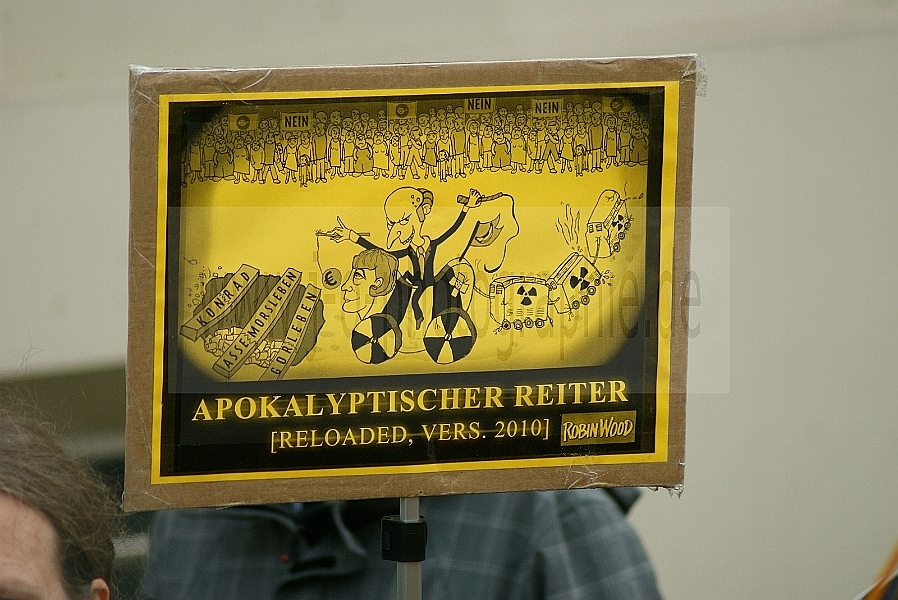 NEIN
NEIN
NEIN
€
KONRAD
ASSE MORSLEBEN
GORLEBEN
APOKALYPTISCHER REITER
[RELOADED, VERS. 2010]
ROBIN WOOD